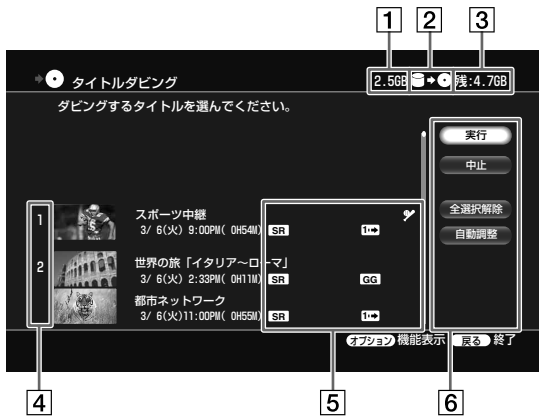 1 2 3
タイトルダビング 2.5GB 残:4.7GB
ダビングするタイトルを選んでください。
実行
中止
全選択解除
自動調整
1 スポーツ中継
3/ 6(火) 9:00PM( 0H54M) SR 1
2 世界の旅「イタリア～ローマ」
3/ 6(火) 2:33PM( 0H11M) SR GG
都市ネットワーク
3/ 6(火)11:00PM( 0H55M) SR 1
オプション 機能表示 戻る 終了
4 5 6